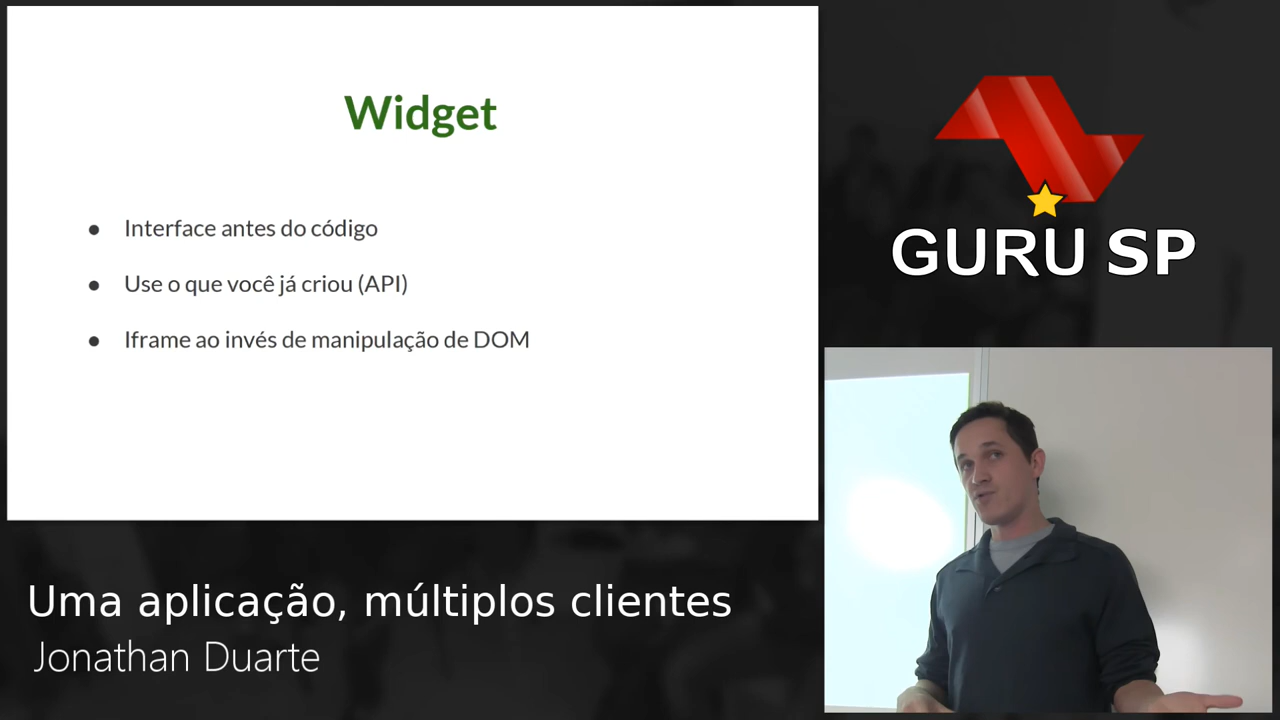 Widget
● Interface antes do código
● Use o que você já criou (API)
● Iframe ao invés de manipulação de DOM
GURU SP
Uma aplicação, múltiplos clientes
Jonathan Duarte